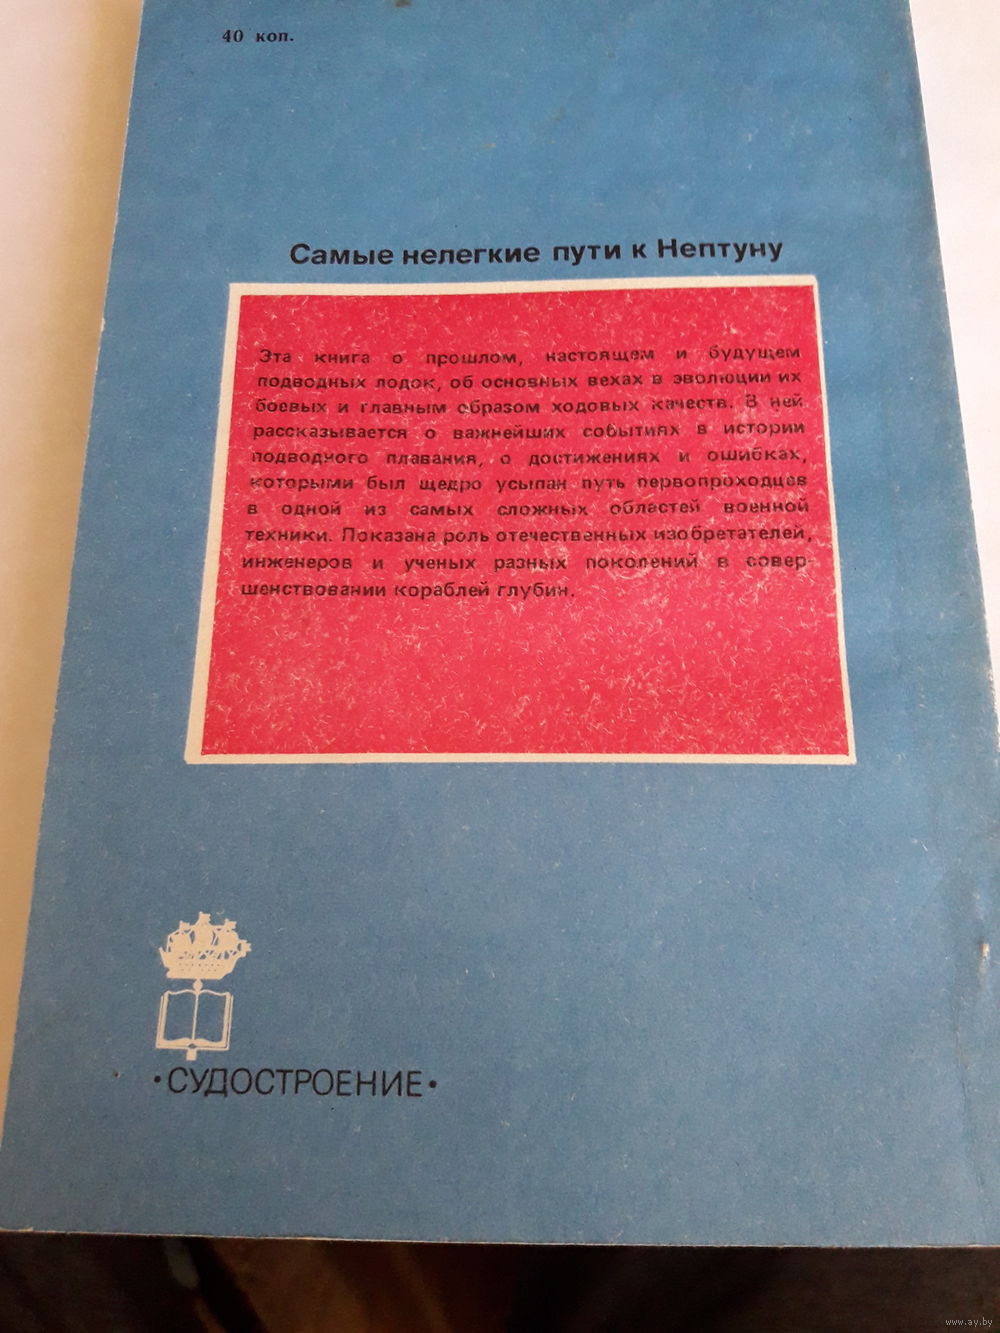 40 коп.
Самые нелегкие пути к Нептуну
Эта книга о прошлом, настоящем и будущем
подводных лодок, об основных вехах в эволюции их
боевых и главным образом ходовых качеств. В ней
рассказывается о важнейших событиях в истории
подводного плавания, о достижениях и ошибках,
которыми был щедро усыпан путь первопроходцев
в одной из самых сложных областей военной
техники. Показана роль отечественных изобретателей,
инженеров и ученых разных поколений в совер-
шенствовании кораблей глубин.
•СУДОСТРОЕНИЕ•
www.ay.by